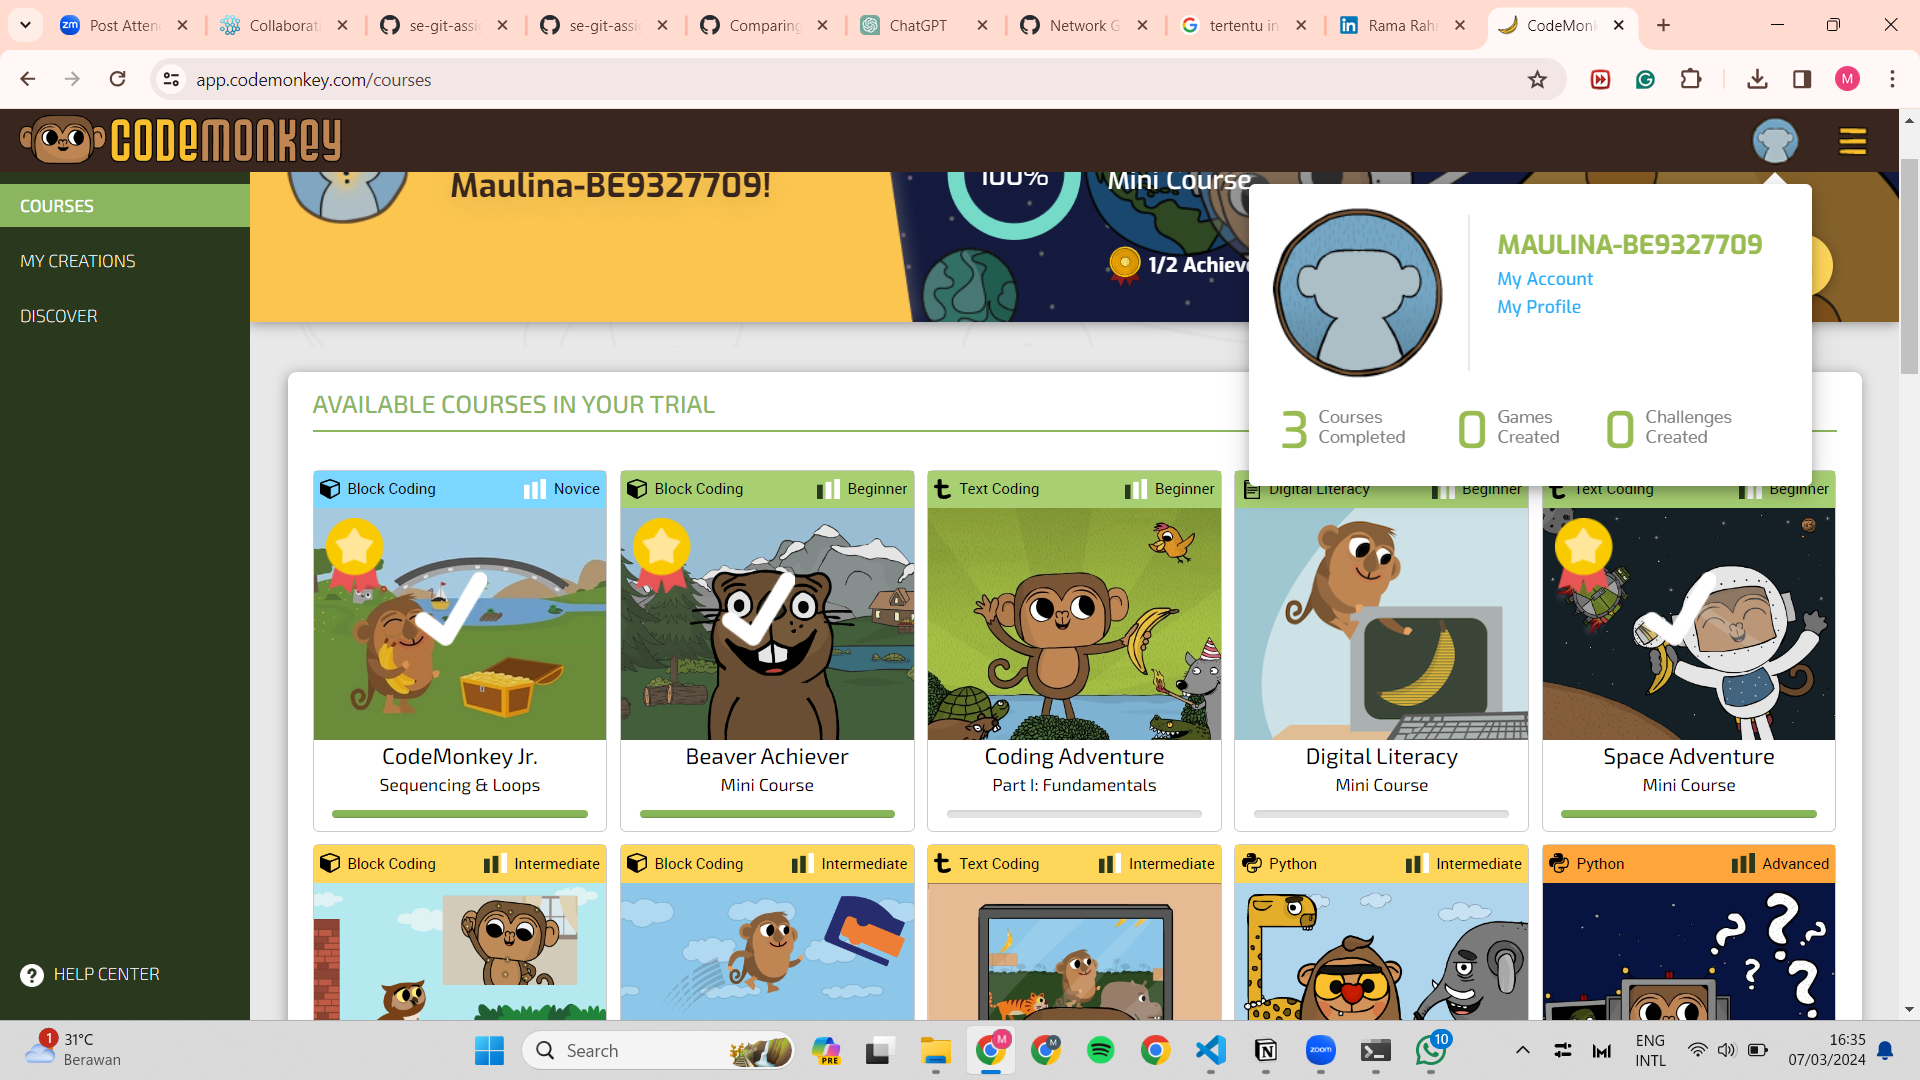 Post Atten
Collaborati
se-git-assig
se-git-assig
Comparing
ChatGPT
Network G
tertentu in
Rama Rah
CodeMonk
app.codemonkey.com/courses
M
CODEMONKEY
COURSES
MY CREATIONS
DISCOVER
HELP CENTER
Maulina-BE9327709!
100%
Mini Course
1/2 Achieve
MAULINA-BE9327709
My Account
My Profile
3 Courses Completed
0 Games Created
0 Challenges Created
AVAILABLE COURSES IN YOUR TRIAL
Block Coding Novice
Block Coding Beginner
Text Coding Beginner
Digital Literacy Beginner
Text Coding Beginner
CodeMonkey Jr.
Sequencing & Loops
Beaver Achiever
Mini Course
Coding Adventure
Part I: Fundamentals
Digital Literacy
Mini Course
Space Adventure
Mini Course
Block Coding Intermediate
Block Coding Intermediate
Text Coding Intermediate
Python Intermediate
Python Advanced
1
31°C
Berawan
Search
PRE
M
M
zoom
10
ENG
INTL
16:35
07/03/2024